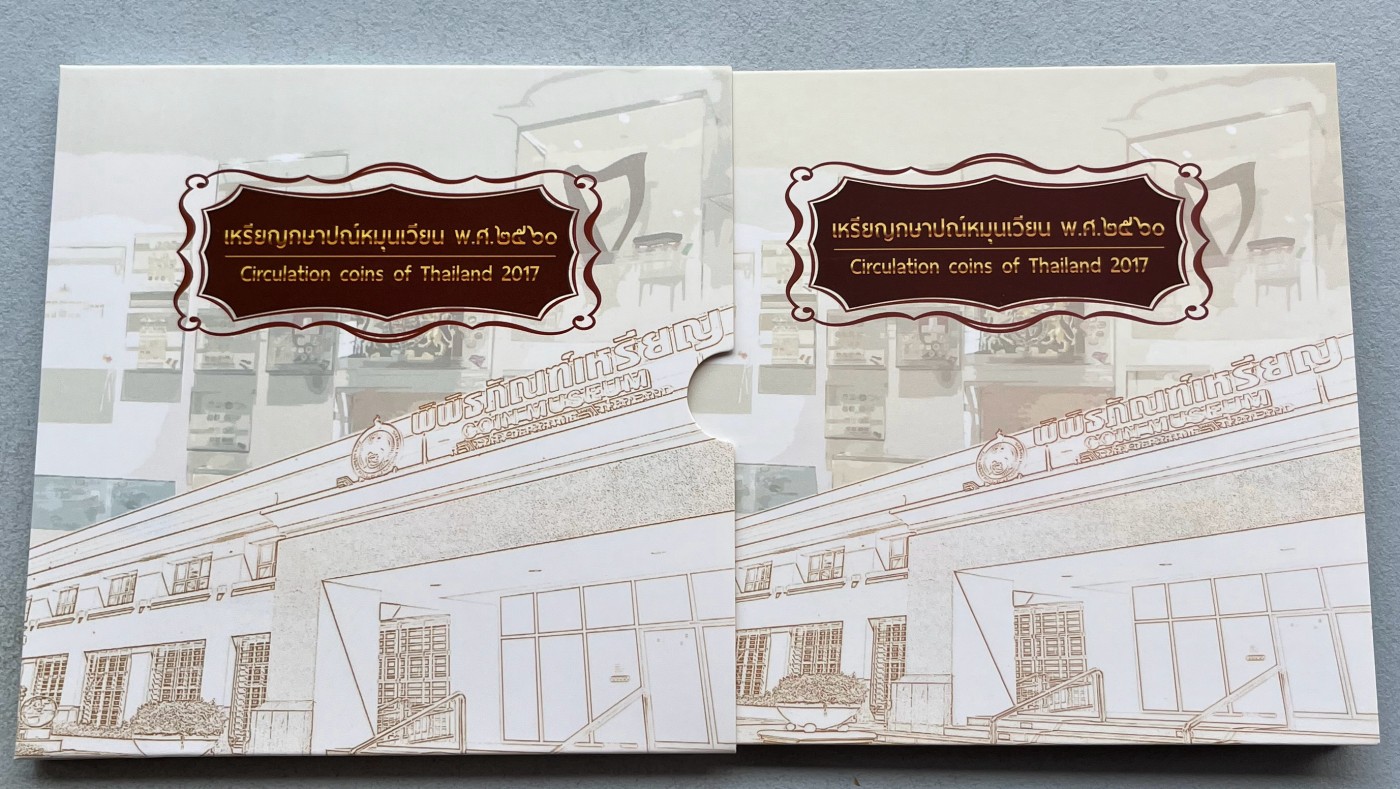 เหรียญกษาปณ์หมุนเวียน พ.ศ.๒๕๖๐
Circulation coins of Thailand 2017
พิพิธภัณฑ์เหรียญ
COIN MUSEUM
เหรียญกษาปณ์หมุนเวียน พ.ศ.๒๕๖๐
Circulation coins of Thailand 2017
พิพิธภัณฑ์เหรียญ
COIN MUSEUM